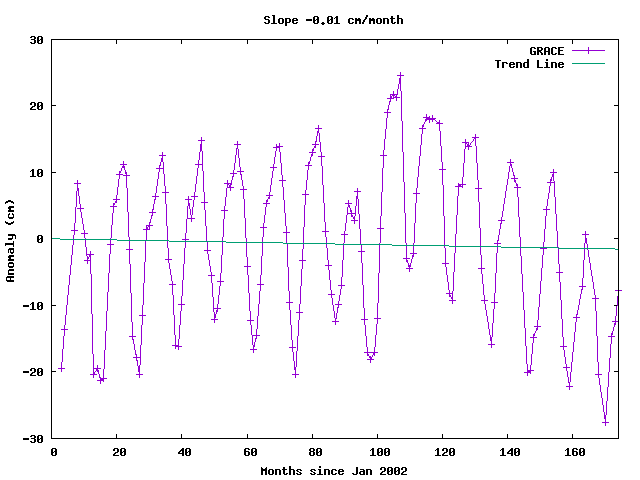 Slope -0.01 cm/month
GRACE
Trend Line
Anomaly (cm)
30
20
10
0
-10
-20
-30
0 20 40 60 80 100 120 140 160
Months since Jan 2002